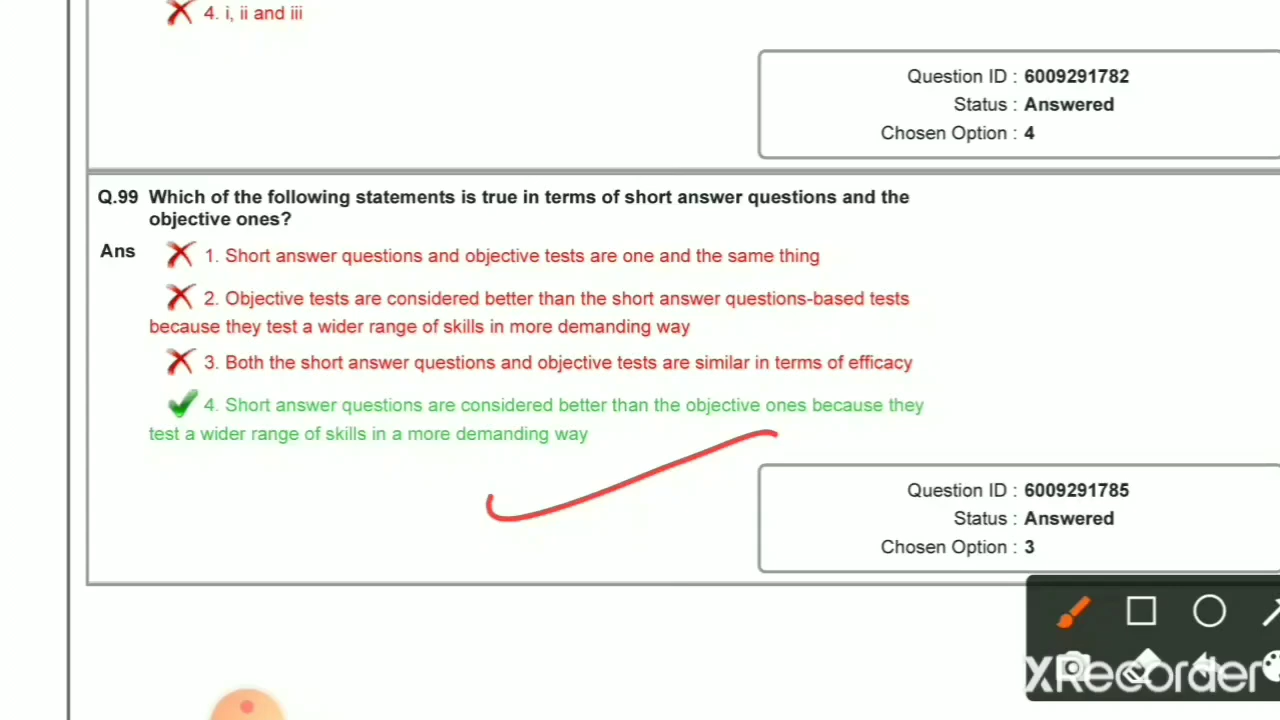 4. i, ii and iii
Question ID : 6009291782
Status : Answered
Chosen Option : 4
Q.99 Which of the following statements is true in terms of short answer questions and the
objective ones?
Ans 1. Short answer questions and objective tests are one and the same thing
2. Objective tests are considered better than the short answer questions-based tests
because they test a wider range of skills in more demanding way
3. Both the short answer questions and objective tests are similar in terms of efficacy
4. Short answer questions are considered better than the objective ones because they
test a wider range of skills in a more demanding way
Question ID : 6009291785
Status : Answered
Chosen Option : 3
XRecorder